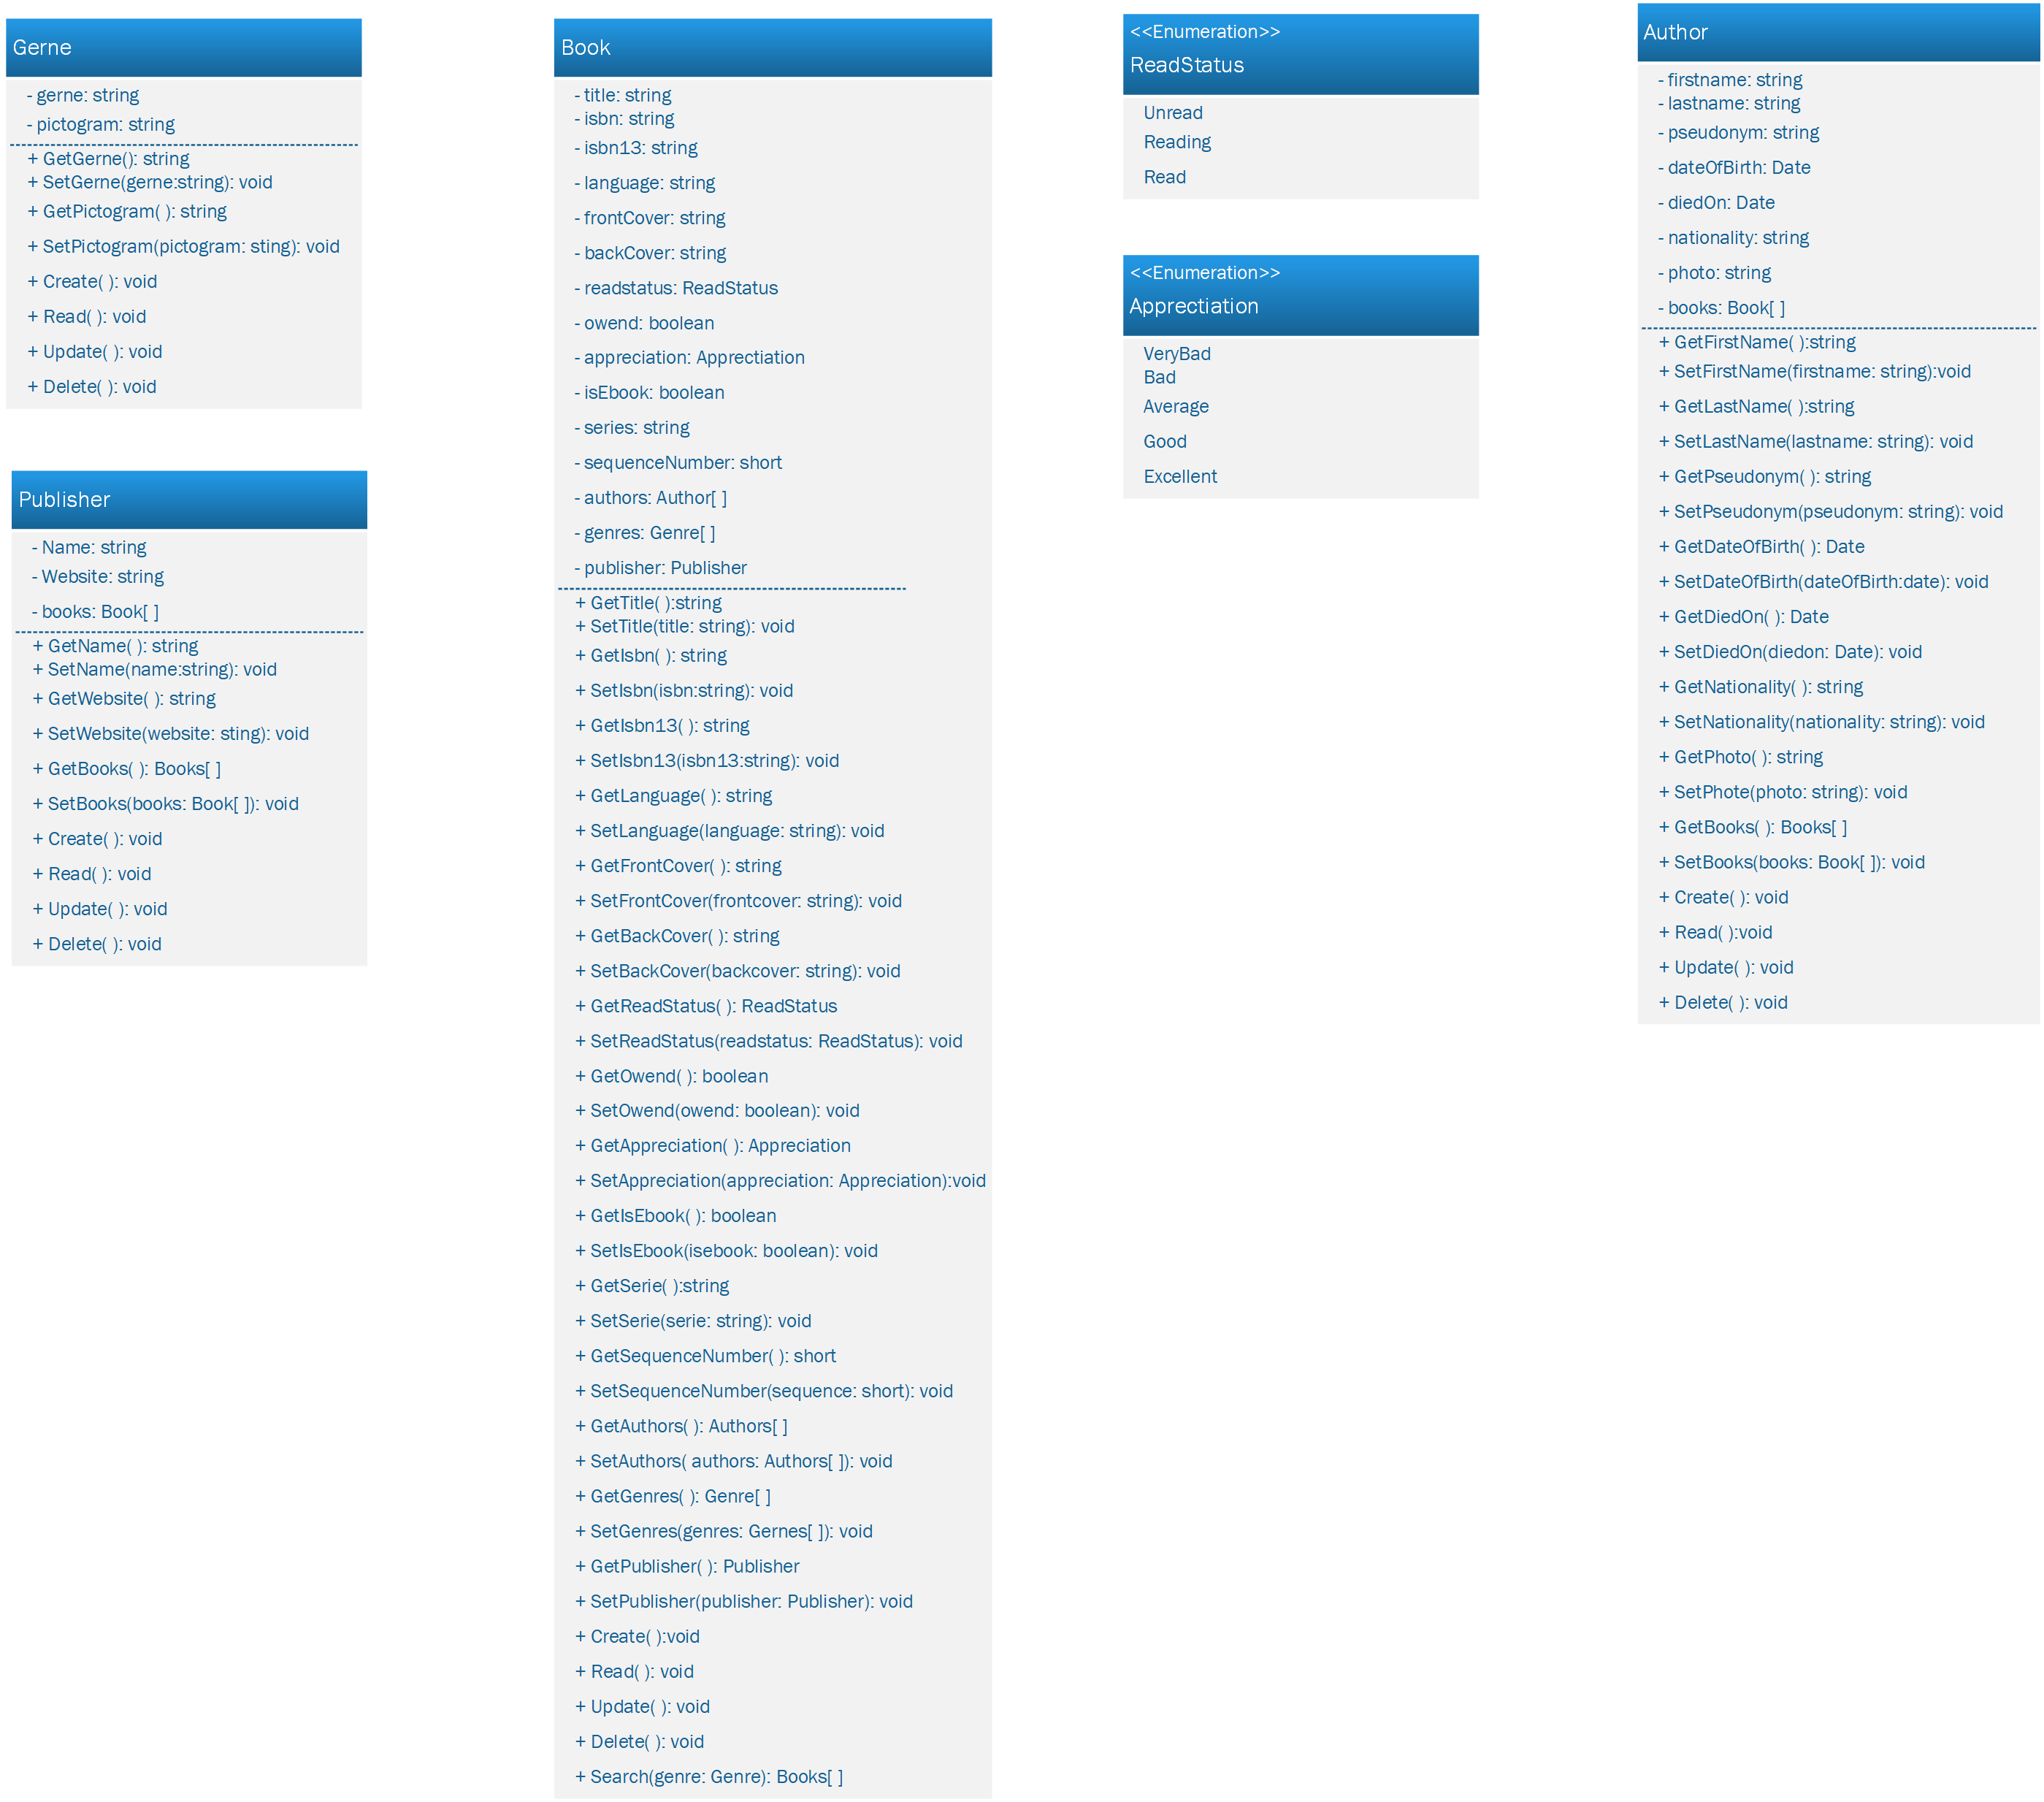 Gerne
- gerne: string
- pictogram: string
+ GetGerne(): string
+ SetGerne(gerne:string): void
+ GetPictogram( ): string
+ SetPictogram(pictogram: sting): void
+ Create( ): void
+ Read( ): void
+ Update( ): void
+ Delete( ): void
Publisher
- Name: string
- Website: string
- books: Book[ ]
+ GetName( ): string
+ SetName(name:string): void
+ GetWebsite( ): string
+ SetWebsite(website: sting): void
+ GetBooks( ): Books[ ]
+ SetBooks(books: Book[ ]): void
+ Create( ): void
+ Read( ): void
+ Update( ): void
+ Delete( ): void
Book
- title: string
- isbn: string
- isbn13: string
- language: string
- frontCover: string
- backCover: string
- readstatus: ReadStatus
- owend: boolean
- appreciation: Apprectiation
- isEbook: boolean
- series: string
- sequenceNumber: short
- authors: Author[ ]
- genres: Genre[ ]
- publisher: Publisher
+ GetTitle( ):string
+ SetTitle(title: string): void
+ GetIsbn( ): string
+ SetIsbn(isbn:string): void
+ GetIsbn13( ): string
+ SetIsbn13(isbn13:string): void
+ GetLanguage( ): string
+ SetLanguage(language: string): void
+ GetFrontCover( ): string
+ SetFrontCover(frontcover: string): void
+ GetBackCover( ): string
+ SetBackCover(backcover: string): void
+ GetReadStatus( ): ReadStatus
+ SetReadStatus(readstatus: ReadStatus): void
+ GetOwend( ): boolean
+ SetOwend(owend: boolean): void
+ GetAppreciation( ): Appreciation
+ SetAppreciation(appreciation: Appreciation):void
+ GetIsEbook( ): boolean
+ SetIsEbook(isebook: boolean): void
+ GetSerie( ):string
+ SetSerie(serie: string): void
+ GetSequenceNumber( ): short
+ SetSequenceNumber(sequence: short): void
+ GetAuthors( ): Authors[ ]
+ SetAuthors( authors: Authors[ ]): void
+ GetGenres( ): Genre[ ]
+ SetGenres(genres: Gernes[ ]): void
+ GetPublisher( ): Publisher
+ SetPublisher(publisher: Publisher): void
+ Create( ):void
+ Read( ): void
+ Update( ): void
+ Delete( ): void
+ Search(genre: Genre): Books[ ]
<<Enumeration>>
ReadStatus
Unread
Reading
Read
<<Enumeration>>
Apprectiation
VeryBad
Bad
Average
Good
Excellent
Author
- firstname: string
- lastname: string
- pseudonym: string
- dateOfBirth: Date
- diedOn: Date
- nationality: string
- photo: string
- books: Book[ ]
+ GetFirstName( ):string
+ SetFirstName(firstname: string):void
+ GetLastName( ):string
+ SetLastName(lastname: string): void
+ GetPseudonym( ): string
+ SetPseudonym(pseudonym: string): void
+ GetDateOfBirth( ): Date
+ SetDateOfBirth(dateOfBirth:date): void
+ GetDiedOn( ): Date
+ SetDiedOn(diedon: Date): void
+ GetNationality( ): string
+ SetNationality(nationality: string): void
+ GetPhoto( ): string
+ SetPhote(photo: string): void
+ GetBooks( ): Books[ ]
+ SetBooks(books: Book[ ]): void
+ Create( ): void
+ Read( ):void
+ Update( ): void
+ Delete( ): void